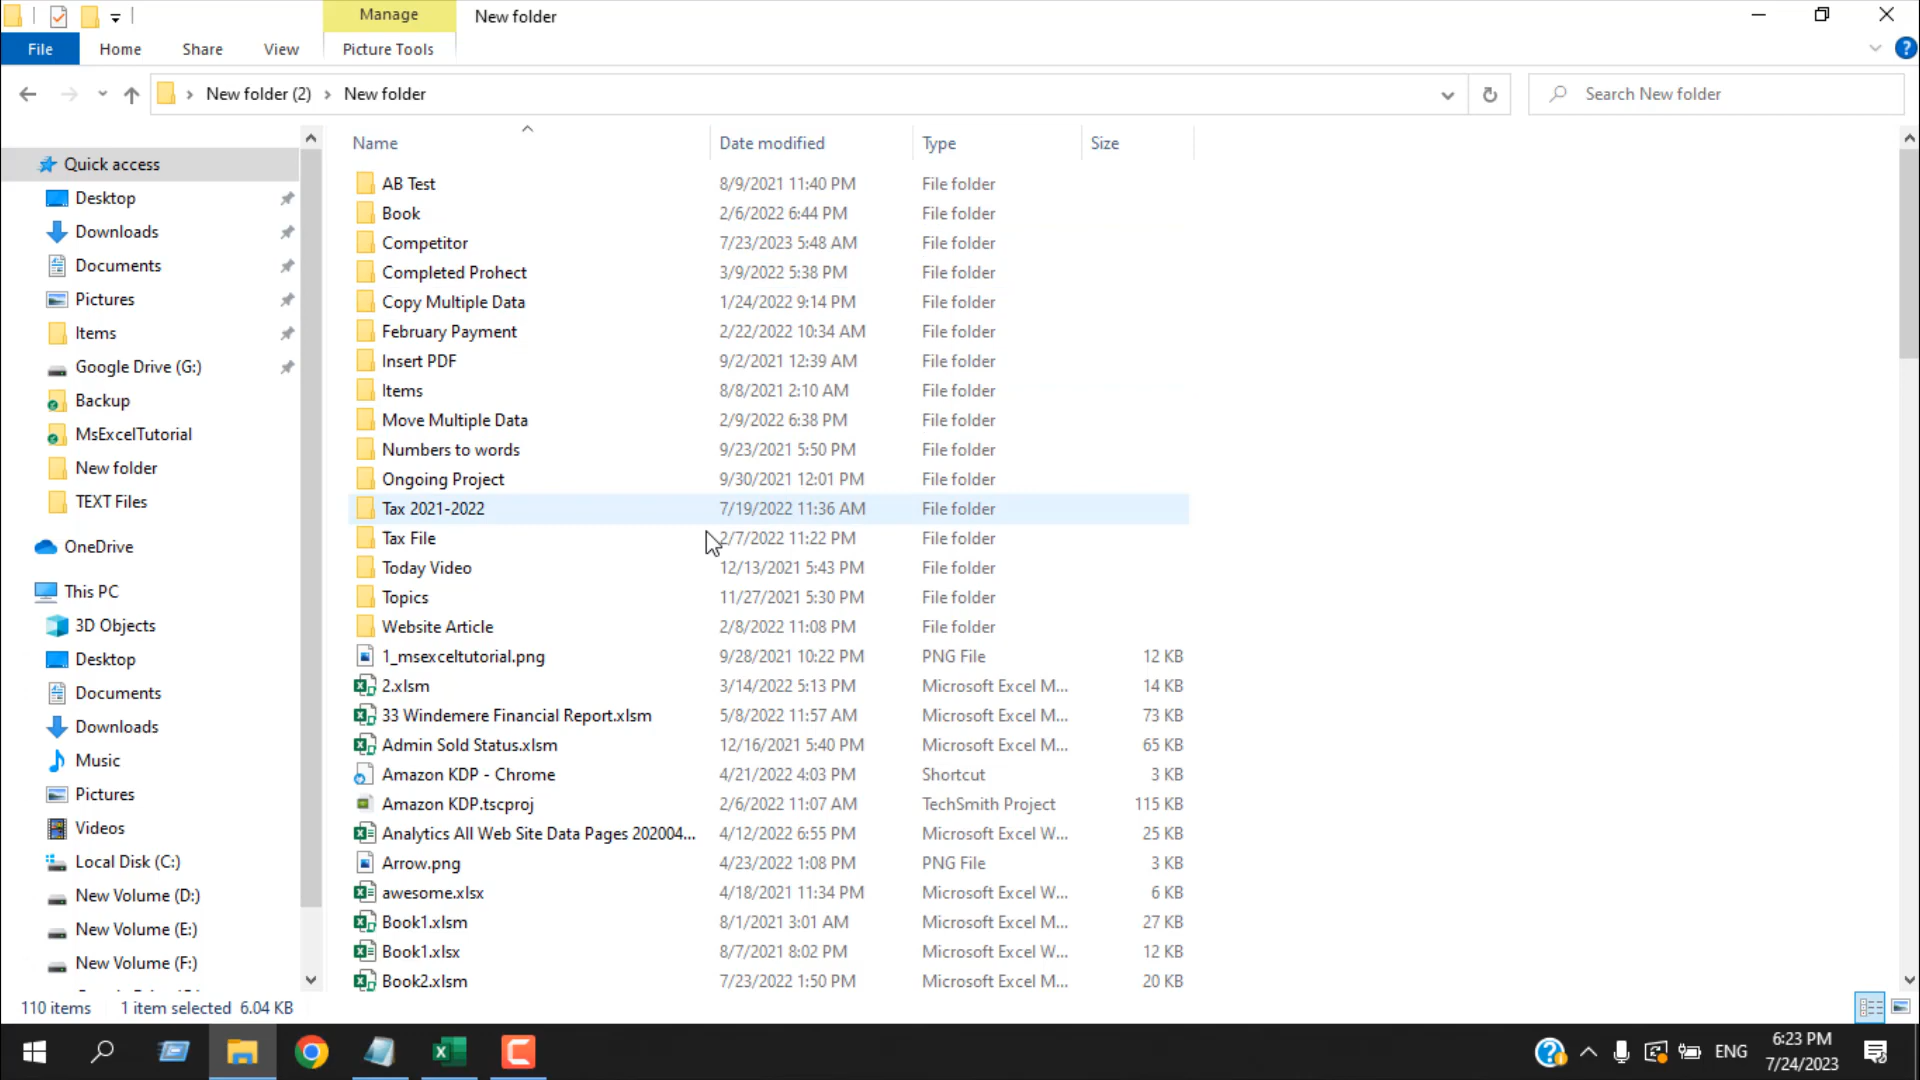 Manage
New folder
File
Home
Share
View
Picture Tools
New folder (2) > New folder
Search New folder
Quick access
Desktop
Downloads
Documents
Pictures
Items
Google Drive (G:)
Backup
MsExcelTutorial
New folder
TEXT Files
OneDrive
This PC
3D Objects
Desktop
Documents
Downloads
Music
Pictures
Videos
Local Disk (C:)
New Volume (D:)
New Volume (E:)
New Volume (F:)
Name Date modified Type Size
AB Test 8/9/2021 11:40 PM File folder
Book 2/6/2022 6:44 PM File folder
Competitor 7/23/2023 5:48 AM File folder
Completed Prohect 3/9/2022 5:38 PM File folder
Copy Multiple Data 1/24/2022 9:14 PM File folder
February Payment 2/22/2022 10:34 AM File folder
Insert PDF 9/2/2021 12:39 AM File folder
Items 8/8/2021 2:10 AM File folder
Move Multiple Data 2/9/2022 6:38 PM File folder
Numbers to words 9/23/2021 5:50 PM File folder
Ongoing Project 9/30/2021 12:01 PM File folder
Tax 2021-2022 7/19/2022 11:36 AM File folder
Tax File 2/7/2022 11:22 PM File folder
Today Video 12/13/2021 5:43 PM File folder
Topics 11/27/2021 5:30 PM File folder
Website Article 2/8/2022 11:08 PM File folder
1_msexceltutorial.png 9/28/2021 10:22 PM PNG File 12 KB
2.xlsm 3/14/2022 5:13 PM Microsoft Excel M... 14 KB
33 Windemere Financial Report.xlsm 5/8/2022 11:57 AM Microsoft Excel M... 73 KB
Admin Sold Status.xlsm 12/16/2021 5:40 PM Microsoft Excel M... 65 KB
Amazon KDP - Chrome 4/21/2022 4:03 PM Shortcut 3 KB
Amazon KDP.tscproj 2/6/2022 11:07 AM TechSmith Project 115 KB
Analytics All Web Site Data Pages 202004... 4/12/2022 6:55 PM Microsoft Excel W... 25 KB
Arrow.png 4/23/2022 1:08 PM PNG File 3 KB
awesome.xlsx 4/18/2021 11:34 PM Microsoft Excel W... 6 KB
Book1.xlsm 8/1/2021 3:01 AM Microsoft Excel M... 27 KB
Book1.xlsx 8/7/2021 8:02 PM Microsoft Excel W... 12 KB
Book2.xlsm 7/23/2022 1:50 PM Microsoft Excel M... 20 KB
110 items 1 item selected 6.04 KB
ENG
6:23 PM
7/24/2023